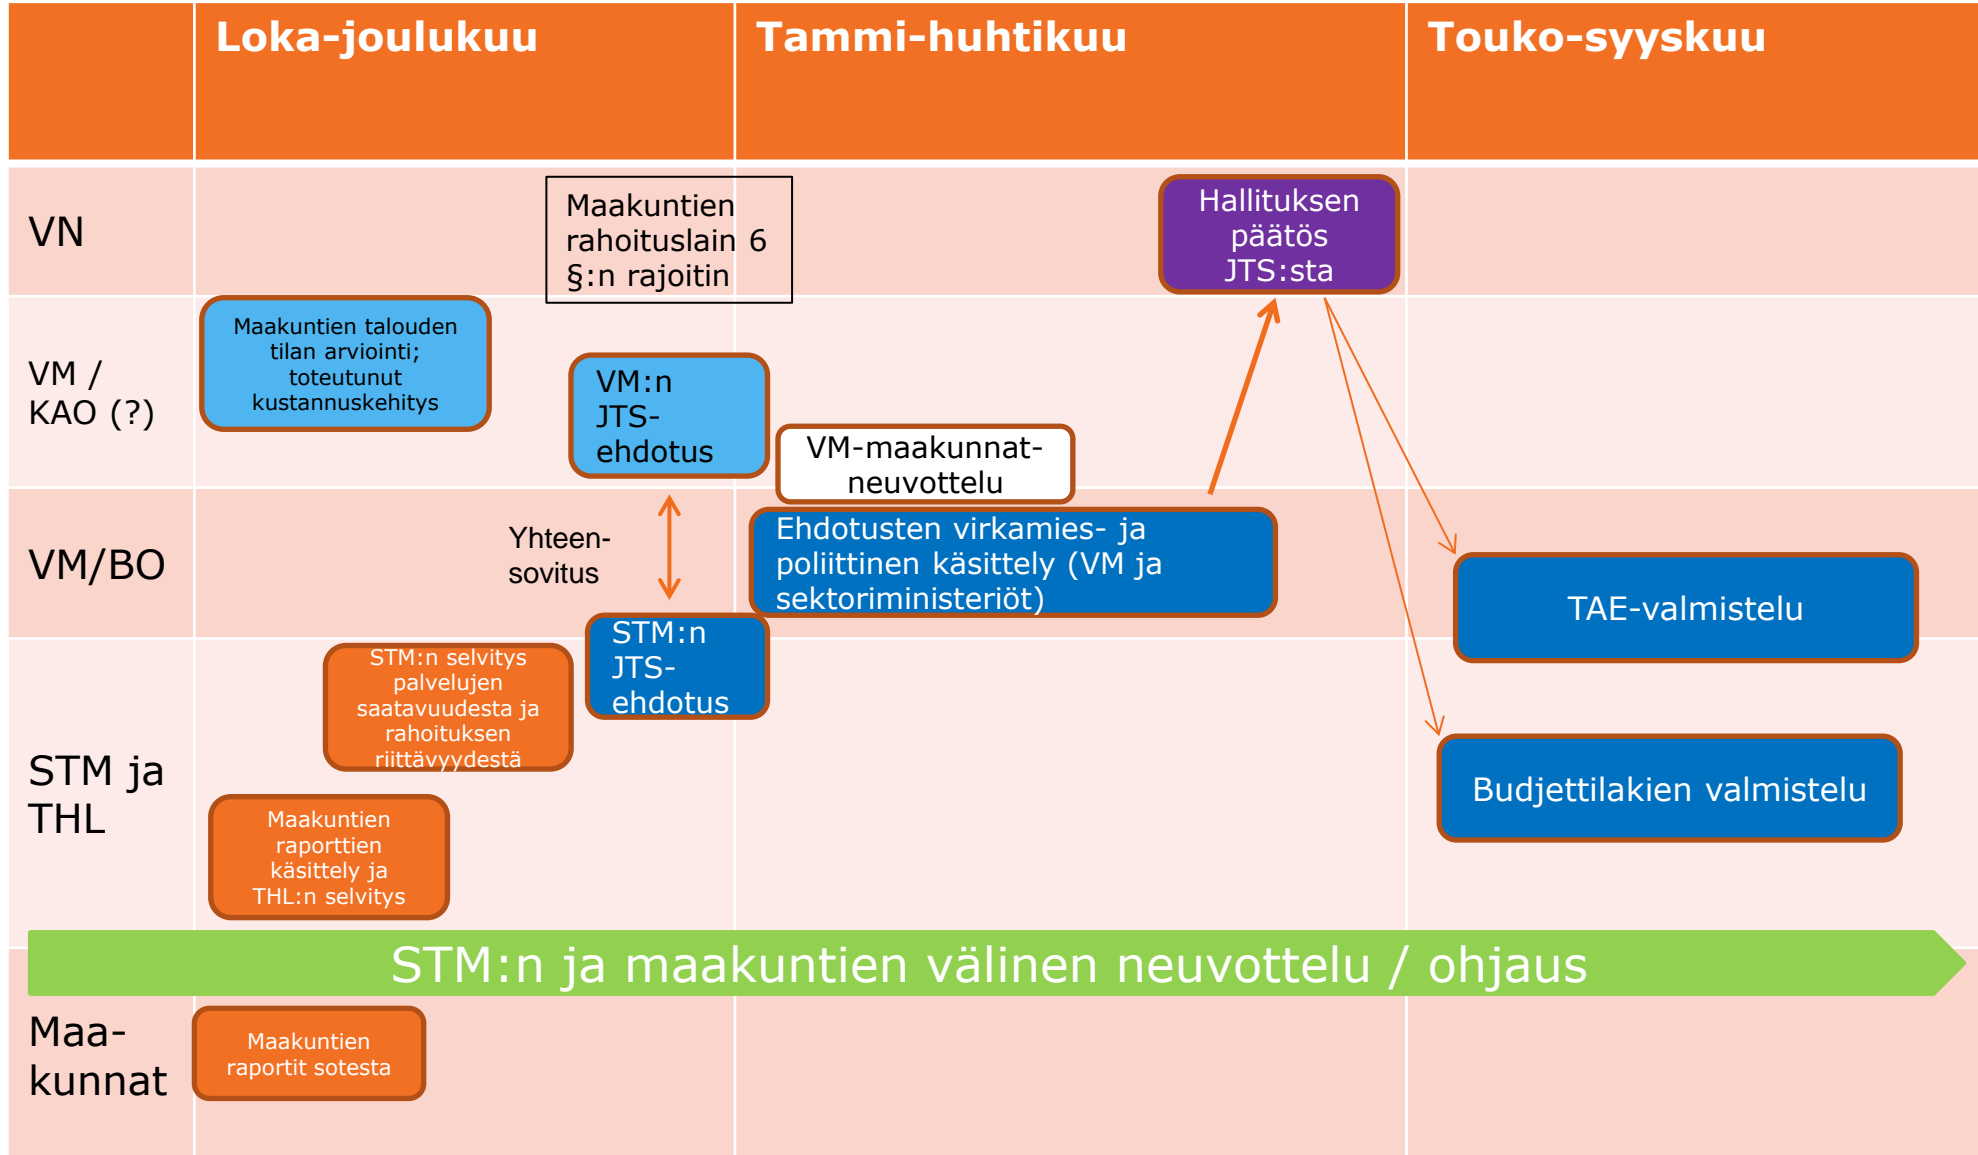 Loka-joulukuu
Tammi-huhtikuu
Touko-syyskuu
VN
Maakuntien
rahoituslain 6
§:n rajoitin
Hallituksen
päätös
JTS:sta
VM /
KAO (?)
Maakuntien talouden
tilan arviointi;
toteutunut
kustannuskehitys
VM:n
JTS-
ehdotus
VM-maakunnat-
neuvottelu
VM/BO
Yhteen-
sovitus
Ehdotusten virkamies- ja
poliittinen käsittely (VM ja
sektoriministeriöt)
TAE-valmistelu
STM ja
THL
STM:n selvitys
palvelujen
saatavuudesta ja
rahoituksen
riittävyydestä
STM:n
JTS-
ehdotus
Budjettilakien valmistelu
Maakuntien
raporttien
käsittely ja
THL:n selvitys
STM:n ja maakuntien välinen neuvottelu / ohjaus
Maa-
kunnat
Maakuntien
raportit sotesta